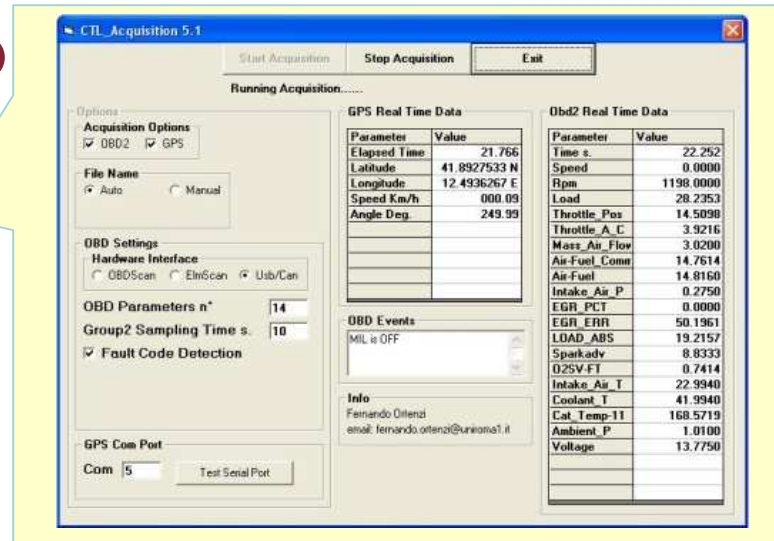 CTL_Acquisition 5.1
Start Acquisition
Stop Acquisition
Exit
Running Acquisition......
Options
Acquisition Options
OBD2 GPS
File Name
Auto Manual
OBD Settings
Hardware Interface
OBDScan ElmScan Usb/Can
OBD Parameters n° 14
Group2 Sampling Time s. 10
Fault Code Detection
GPS Com Port
Com 5 Test Serial Port
GPS Real Time Data
Parameter Value
Elapsed Time 21.766
Latitude 41.8927533 N
Longitude 12.4936267 E
Speed Km/h 000.09
Angle Deg. 249.99
OBD Events
MIL is OFF
Info
Fernando Ortenzi
email: fernando.ortenzi@uniroma1.it
Obd2 Real Time Data
Parameter Value
Time s. 22.252
Speed 0.0000
Rpm 1198.0000
Load 28.2353
Throttle_Pos 14.5098
Throttle_A_C 3.9216
Mass_Air_Flow 3.0200
Air-Fuel_Comm 14.7614
Air-Fuel 14.8160
Intake_Air_P 0.2750
EGR_PCT 0.0000
EGR_ERR 50.1961
LOAD_ABS 19.2157
Sparkadv 8.8333
O2SV-FT 0.7414
Intake_Air_T 22.9940
Coolant_T 41.9940
Cat_Temp-11 168.5719
Ambient_P 1.0100
Voltage 13.7750